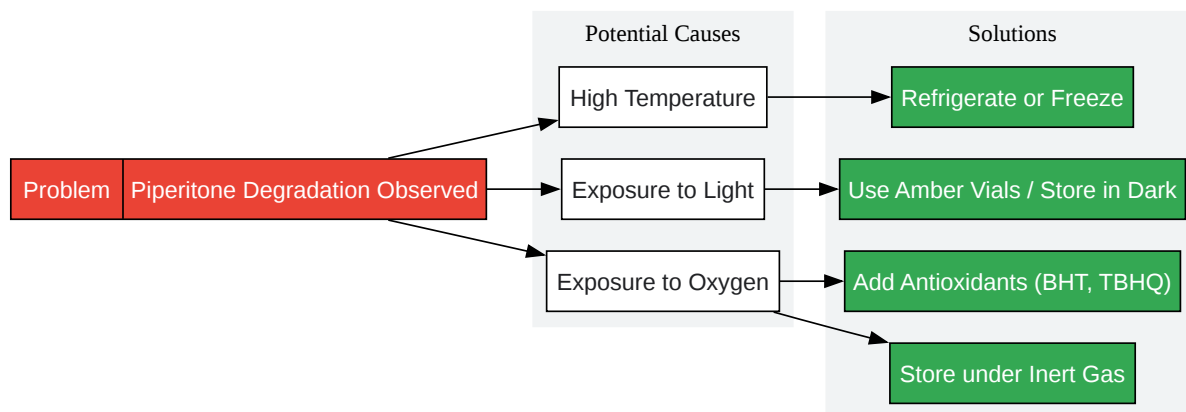 Potential Causes
Solutions
High Temperature
Refrigerate or Freeze
Problem
Piperitone Degradation Observed
Exposure to Light
Use Amber Vials / Store in Dark
Exposure to Oxygen
Add Antioxidants (BHT, TBHQ)
Store under Inert Gas